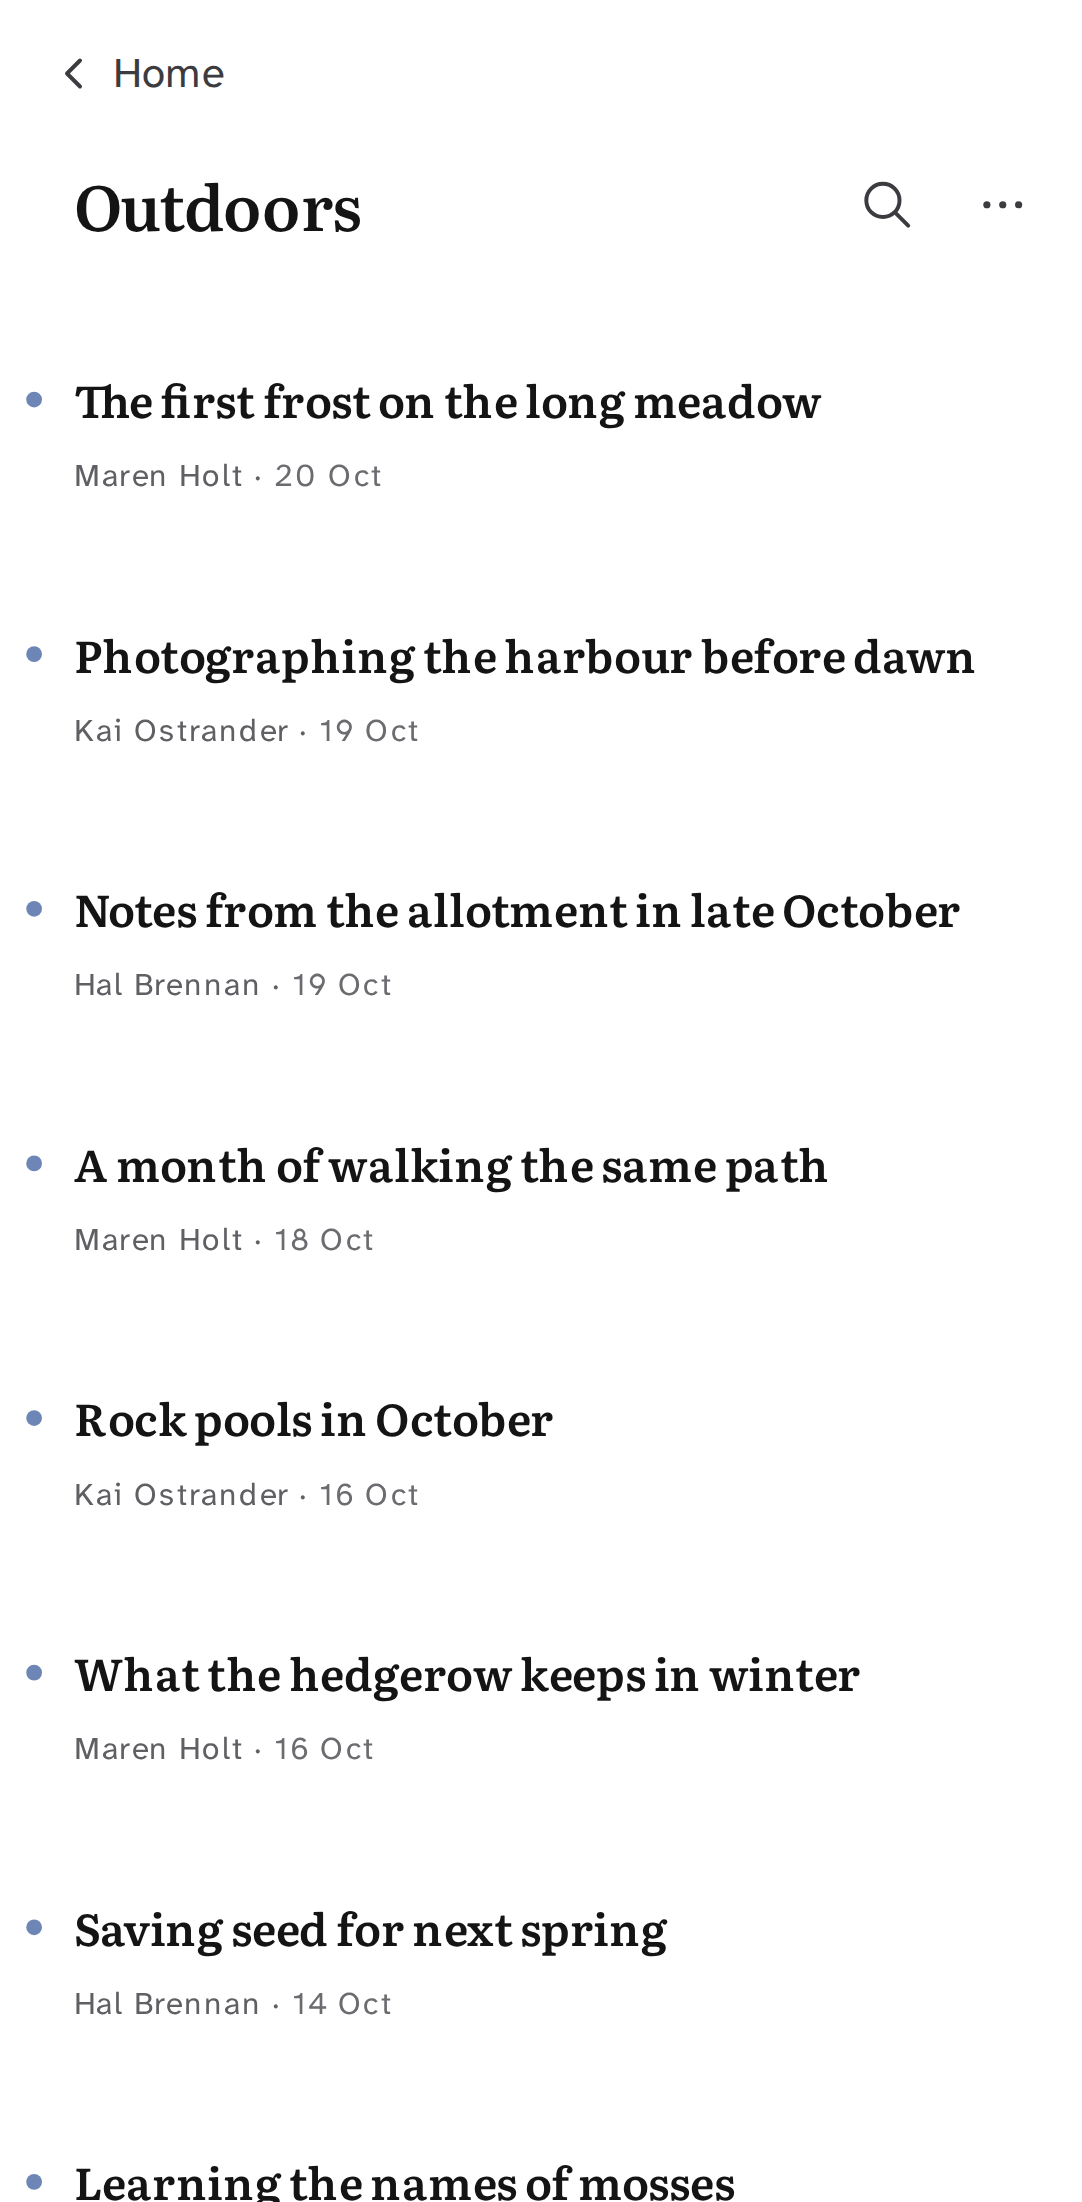 Home
Outdoors
The first frost on the long meadow
Maren Holt · 20 Oct
Photographing the harbour before dawn
Kai Ostrander · 19 Oct
Notes from the allotment in late October
Hal Brennan · 19 Oct
A month of walking the same path
Maren Holt · 18 Oct
Rock pools in October
Kai Ostrander · 16 Oct
What the hedgerow keeps in winter
Maren Holt · 16 Oct
Saving seed for next spring
Hal Brennan · 14 Oct
Learning the names of mosses